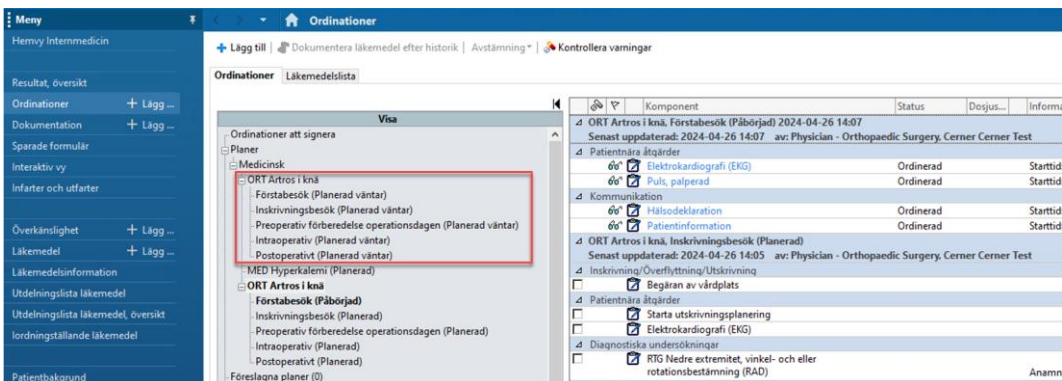 Meny
Ordinationer
Hemvy Internmedicin
Lägg till | Dokumentera läkemedel efter historik | Avstämning | Kontrollera varningar
Resultat, översikt
Ordinationer + Lägg ...
Dokumentation + Lägg ...
Sparade formulär
Interaktiv vy
Infarter och utfarter
Överkänslighet + Lägg ...
Läkemedel + Lägg ...
Läkemedelsinformation
Utdelningslista läkemedel
Utdelningslista läkemedel, översikt
Iordningställande läkemedel
Patientbakgrund
Ordinationer Läkemedelslista
Visa
Ordinationer att signera
Planer
Medicinsk
ORT Artros i knä
Förstabesök (Planerad väntar)
Inskrivningsbesök (Planerad väntar)
Preoperativ förberedelse operationsdagen (Planerad väntar)
Intraoperativ (Planerad väntar)
Postoperativt (Planerad väntar)
MED Hyperkalemi (Planerad)
ORT Artros i knä
Förstabesök (Påbörjad)
Inskrivningsbesök (Planerad)
Preoperativ förberedelse operationsdagen (Planerad)
Intraoperativ (Planerad)
Postoperativt (Planerad)
Föreslagna planer (0)
Komponent Status Dosjus... Informa
ORT Artros i knä, Förstabesök (Påbörjad) 2024-04-26 14:07
Senast uppdaterad: 2024-04-26 14:07 av: Physician - Orthopaedic Surgery, Cerner Cerner Test
Patientnära åtgärder
Elektrokardiografi (EKG) Ordinerad Starttid
Puls, palperad Ordinerad Starttid
Kommunikation
Hälsodeklaration Ordinerad Starttid
Patientinformation Ordinerad Starttid
ORT Artros i knä, Inskrivningsbesök (Planerad)
Senast uppdaterad: 2024-04-26 14:05 av: Physician - Orthopaedic Surgery, Cerner Cerner Test
Inskrivning/Överflyttning/Utskrivning
Begäran av vårdplats
Patientnära åtgärder
Starta utskrivningsplanering
Elektrokardiografi (EKG)
Diagnostiska undersökningar
RTG Nedre extremitet, vinkel- och eller
rotationsbestämning (RAD) Anamn